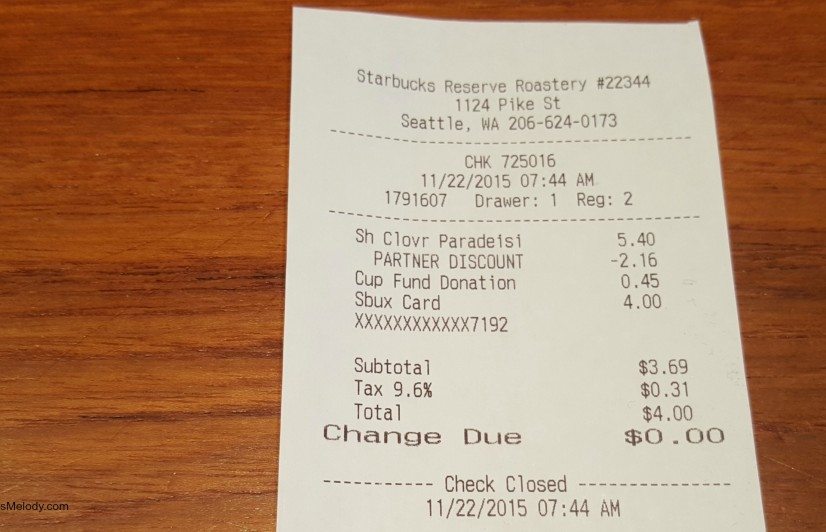 Starbucks Reserve Roastery #22344
1124 Pike St
Seattle, WA 206-624-0173
CHK 725016
11/22/2015 07:44 AM
1791607 Drawer: 1 Reg: 2
Sh Clovr Paradeisi 5.40
PARTNER DISCOUNT -2.16
Cup Fund Donation 0.45
Sbux Card 4.00
XXXXXXXXXXXX7192
Subtotal $3.69
Tax 9.6% $0.31
Total $4.00
Change Due $0.00
----------- Check Closed ---------------
11/22/2015 07:44 AM
sMelody.com